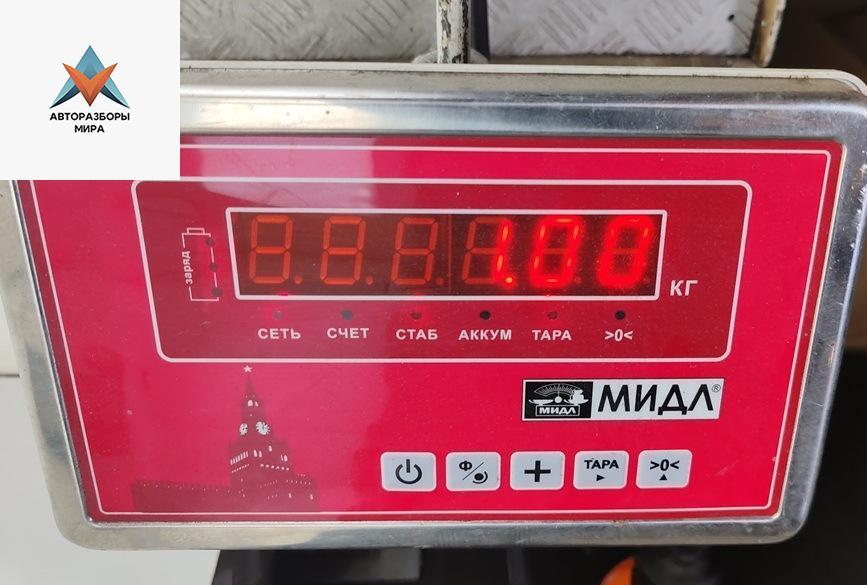 АВТОРАЗБОРЫ
МИРА
заряд
1.00
КГ
СЕТЬ СЧЕТ СТАБ АККУМ ТАРА >0<
МИДЛ МИДЛ®
Ф ТАРА >0<